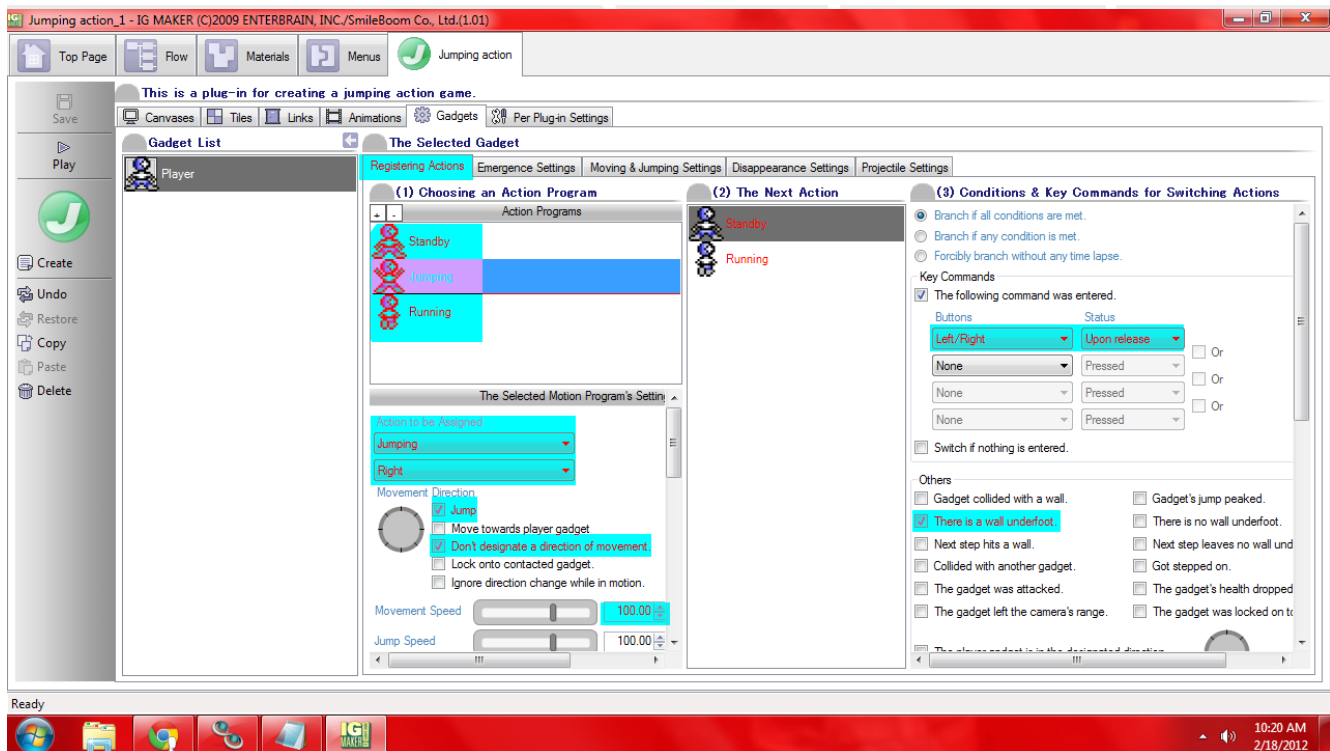 Jumping action_1 - IG MAKER (C)2009 ENTERBRAIN, INC./SmileBoom Co., Ltd.(1.01)
Top Page Flow Materials Menus Jumping action
This is a plug-in for creating a jumping action game.
Save
Canvases Tiles Links Animations Gadgets Per Plug-in Settings
Gadget List The Selected Gadget
Play
Player
Registering Actions Emergence Settings Moving & Jumping Settings Disappearance Settings Projectile Settings
(1) Choosing an Action Program (2) The Next Action (3) Conditions & Key Commands for Switching Actions
+ - Action Programs
Standby
Jumping
Running
Standby
Running
Branch if all conditions are met.
Branch if any condition is met.
Forcibly branch without any time lapse.
Key Commands
The following command was entered.
Buttons Status
Left/Right Upon release
Or
None Pressed
Or
None Pressed
Or
None Pressed
Switch if nothing is entered.
Create
Undo
Restore
Copy
Paste
Delete
The Selected Motion Program's Setting
Action to be Assigned
Jumping
Right
Movement Direction
Jump
Move towards player gadget
Don't designate a direction of movement.
Lock onto contacted gadget.
Ignore direction change while in motion.
Movement Speed 100.00
Jump Speed 100.00
Others
Gadget collided with a wall. Gadget's jump peaked.
There is a wall underfoot. There is no wall underfoot.
Next step hits a wall. Next step leaves no wall und
Collided with another gadget. Got stepped on.
The gadget was attacked. The gadget's health dropped
The gadget left the camera's range. The gadget was locked on to
The player gadget is in the designated direction
Ready
IG MAKER
10:20 AM
2/18/2012